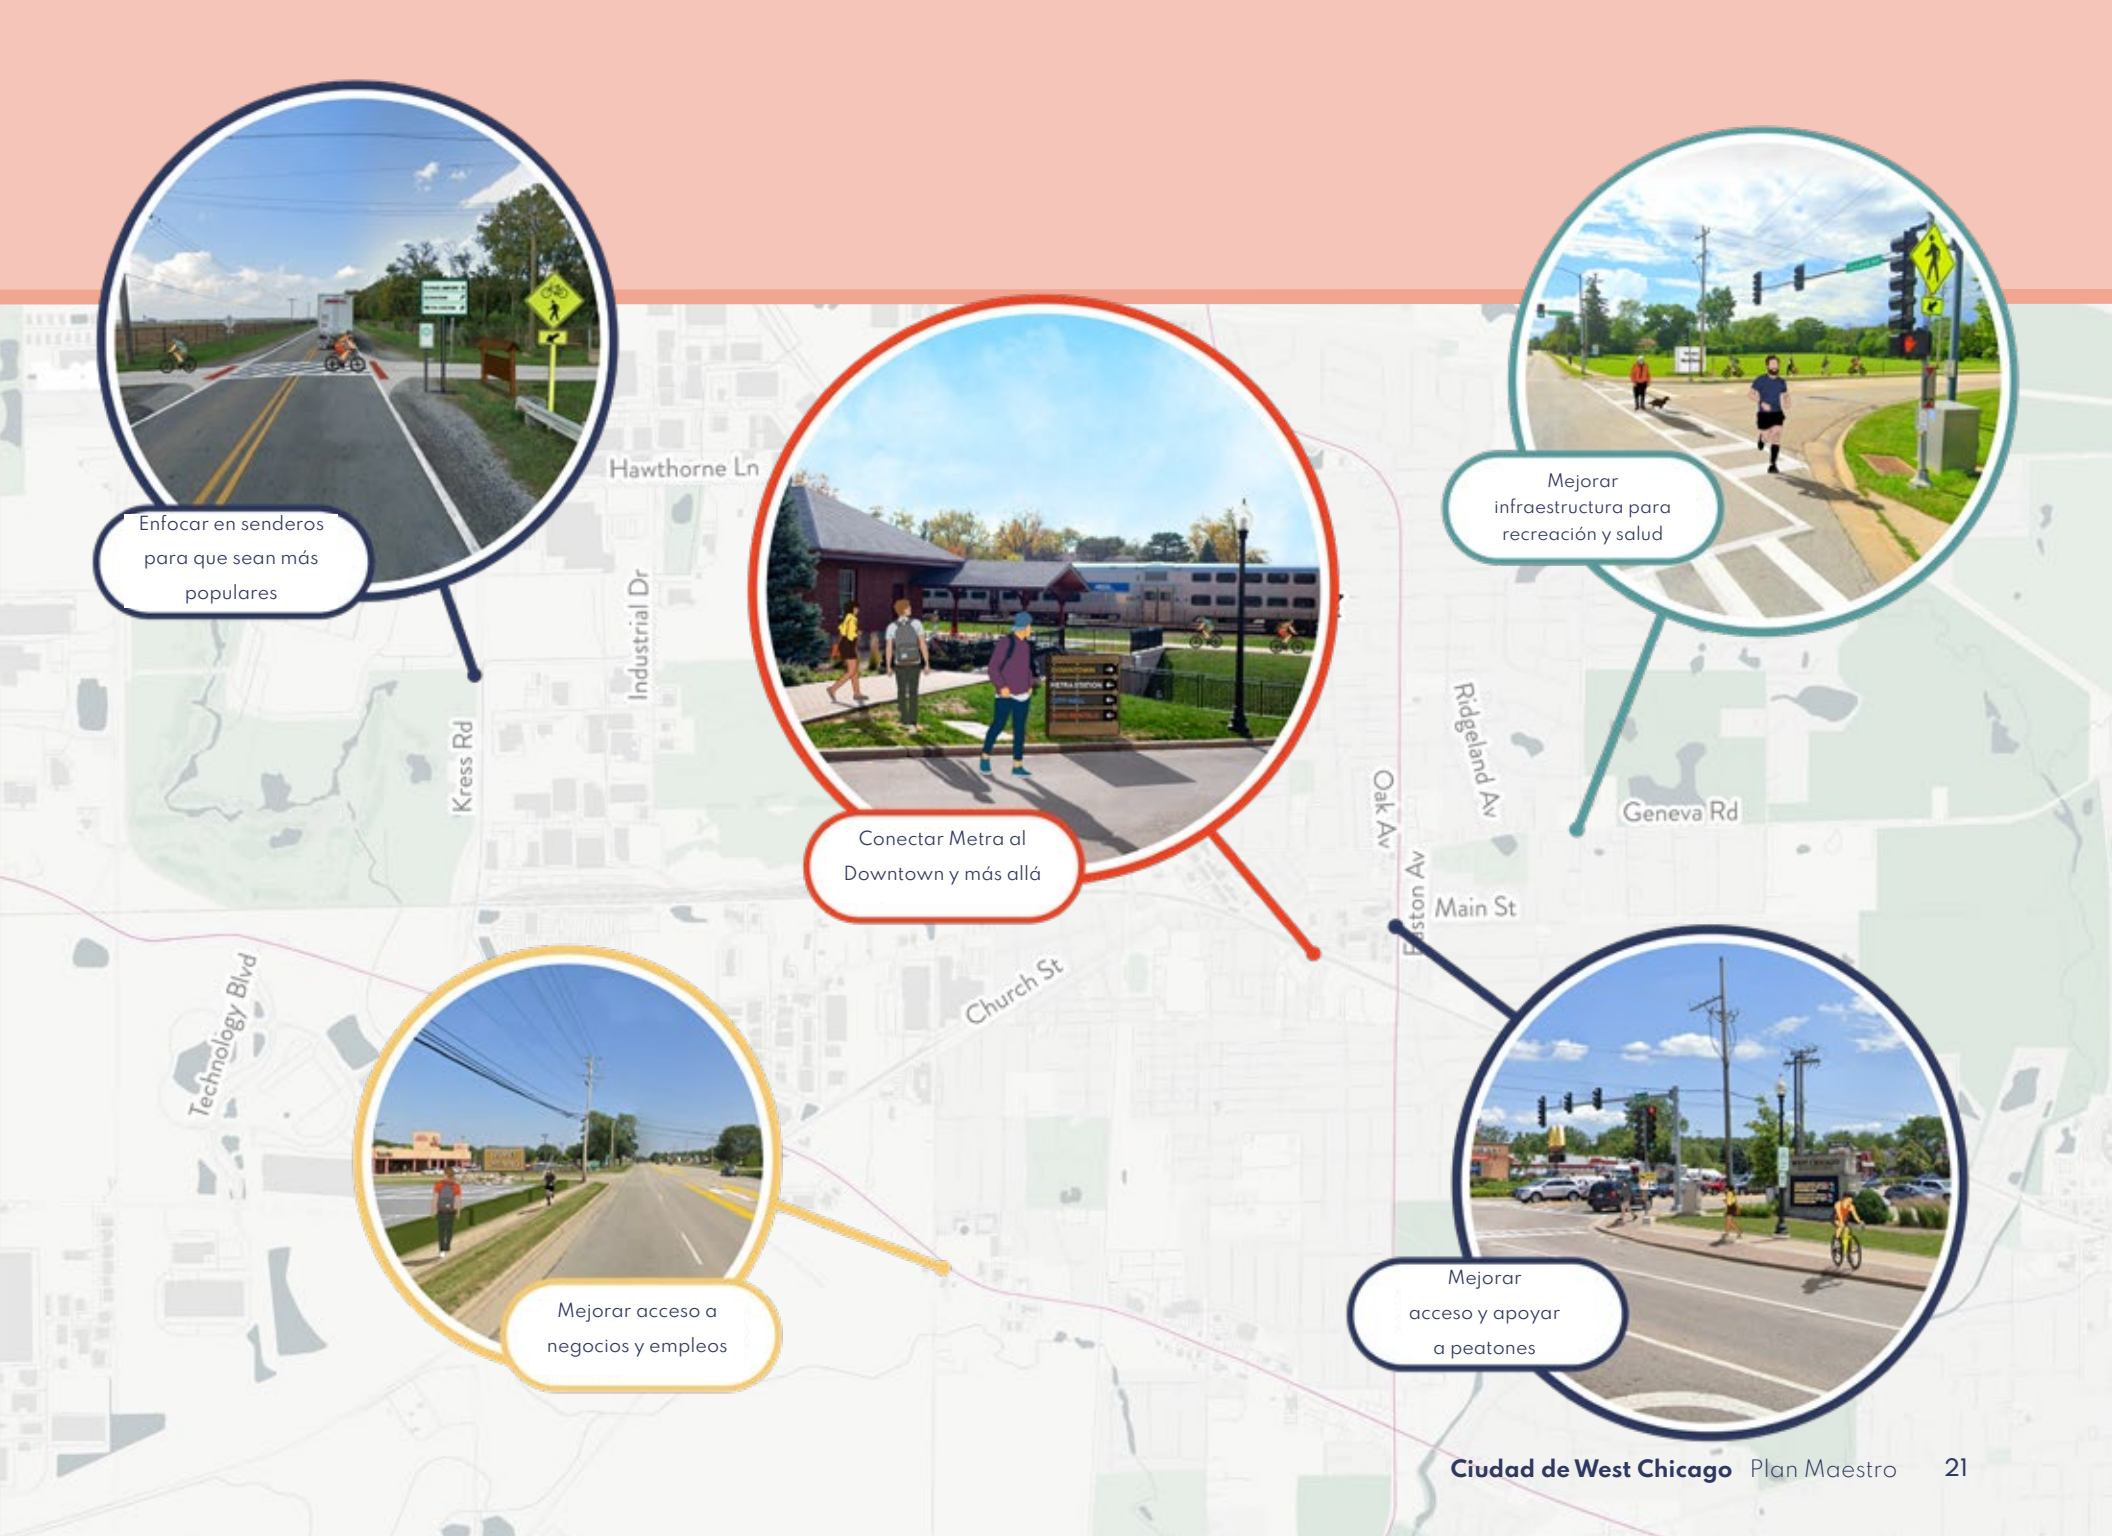 Enfocar en senderos
para que sean más
populares
Hawthorne Ln
Industrial Dr
Kress Rd
Conectar Metra al
Downtown y más allá
Mejorar
infraestructura para
recreación y salud
Ridgeland Av
Oak Av
Geneva Rd
Easton Av
Main St
Church St
Technology Blvd
Mejorar acceso a
negocios y empleos
Mejorar
acceso y apoyar
a peatones
Ciudad de West Chicago Plan Maestro 21